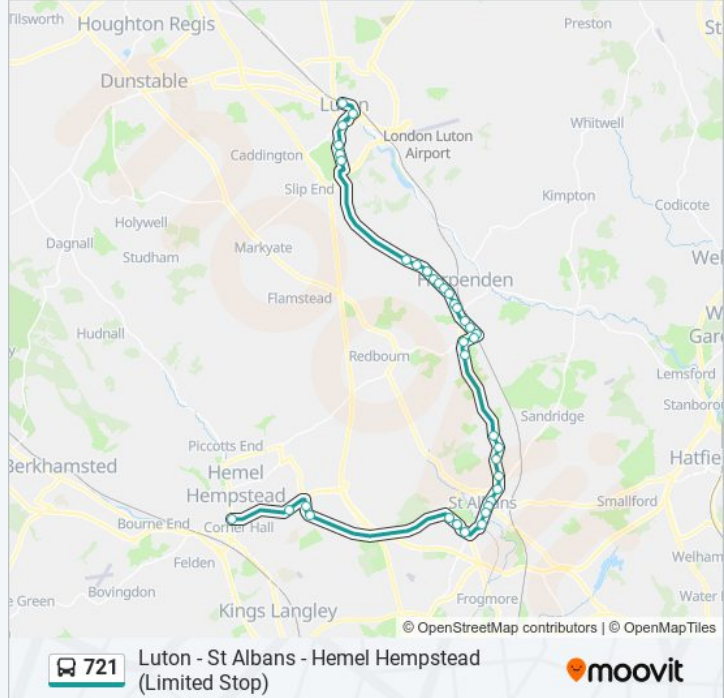 Tilsworth
Houghton Regis
Preston
St
Dunstable
Luton
Whitwell
London Luton
Airport
Caddington
Slip End
Kimpton
Codicote
Holywell
Dagnall
Studham
Markyate
Wel
Harpenden
Flamstead
W
Gard
Hudnall
Redbourn
Lemsford
Stanborou
Sandridge
Piccotts End
Berkhamsted
Hemel
Hempstead
Hatfie
St Albans
Smallford
Bourne End
Corner Hall
Felden
Welham
Bovingdon
e Green
Frogmore
Water E
Kings Langley
© OpenStreetMap contributors | © OpenMapTiles
721
Luton - St Albans - Hemel Hempstead
(Limited Stop)
moovit